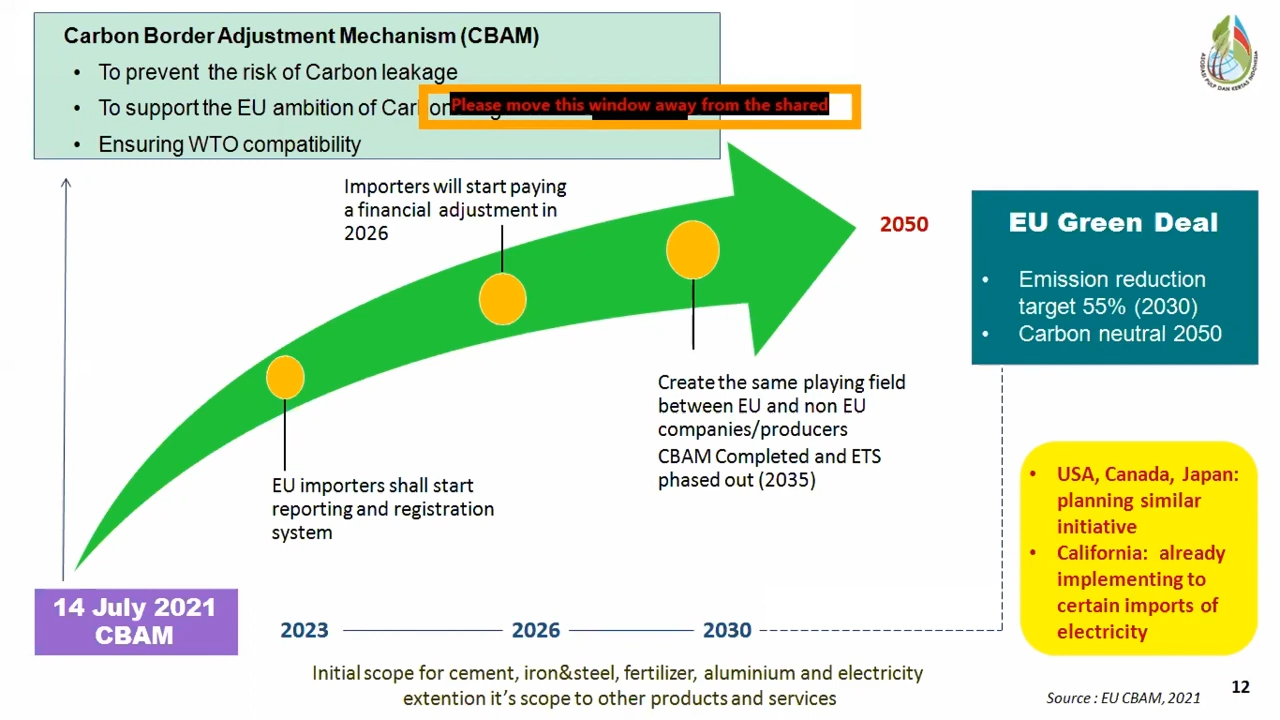 Carbon Border Adjustment Mechanism (CBAM)
• To prevent the risk of Carbon leakage
• To support the EU ambition of Carbon
Please move this window away from the shared
• Ensuring WTO compatibility
ASOSIASI PULP DAN KERTAS INDONESIA
Importers will start paying
a financial adjustment in
2026
2050
EU Green Deal
• Emission reduction
target 55% (2030)
• Carbon neutral 2050
Create the same playing field
between EU and non EU
companies/producers
CBAM Completed and ETS
phased out (2035)
EU importers shall start
reporting and registration
system
• USA, Canada, Japan:
planning similar
initiative
• California: already
implementing to
certain imports of
electricity
14 July 2021
CBAM
2023
2026
2030
Initial scope for cement, iron&steel, fertilizer, aluminium and electricity
extention it's scope to other products and services
Source : EU CBAM, 2021
12